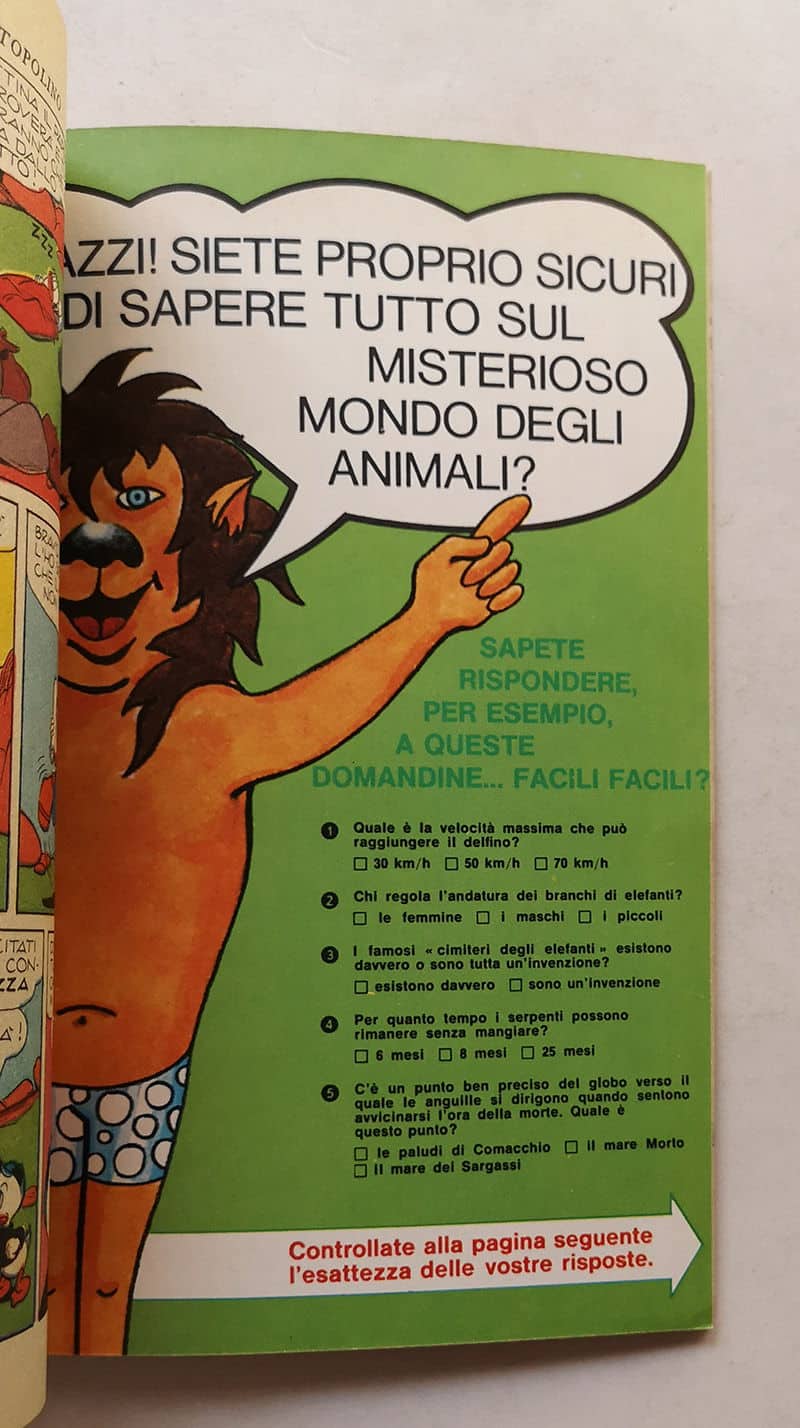 TOPOLINO
ZZZ
CITATI
CON-
ZZA
AZZI! SIETE PROPRIO SICURI
DI SAPERE TUTTO SUL
MISTERIOSO
MONDO DEGLI
ANIMALI?
SAPETE
RISPONDERE,
PER ESEMPIO,
A QUESTE
DOMANDINE... FACILI FACILI?
1 Quale è la velocità massima che può
raggiungere il delfino?
□ 30 km/h □ 50 km/h □ 70 km/h
2 Chi regola l'andatura dei branchi di elefanti?
□ le femmine □ i maschi □ i piccoli
3 I famosi « cimiteri degli elefanti » esistono
davvero o sono tutta un'invenzione?
□ esistono davvero □ sono un'invenzione
4 Per quanto tempo i serpenti possono
rimanere senza mangiare?
□ 6 mesi □ 8 mesi □ 25 mesi
5 C'è un punto ben preciso del globo verso il
quale le anguille si dirigono quando sentono
avvicinarsi l'ora della morte. Quale è
questo punto?
□ le paludi di Comacchio □ il mare Morto
□ il mare dei Sargassi
Controllate alla pagina seguente
l'esattezza delle vostre risposte.